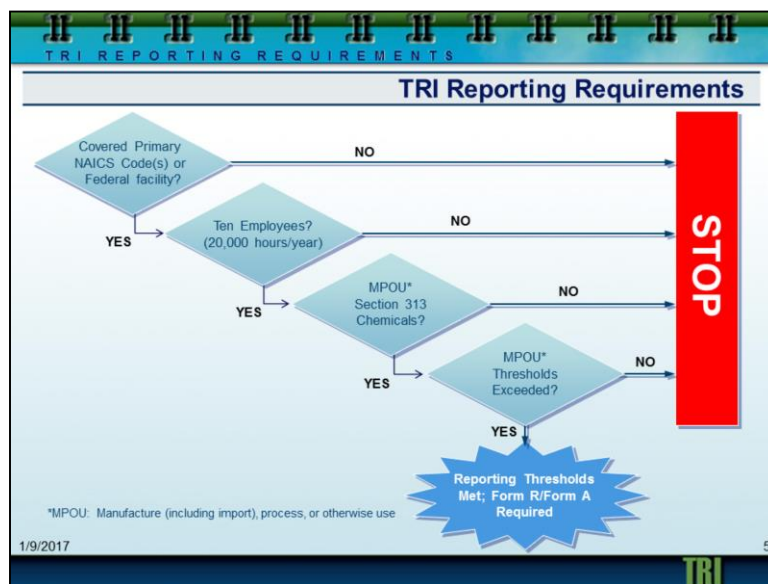 TRI REPORTING REQUIREMENTS
TRI Reporting Requirements
Covered Primary
NAICS Code(s) or
Federal facility?
NO
YES
Ten Employees?
(20,000 hours/year)
NO
YES
MPOU*
Section 313
Chemicals?
NO
YES
MPOU*
Thresholds
Exceeded?
NO
YES
STOP
Reporting Thresholds
Met; Form R/Form A
Required
*MPOU: Manufacture (including import), process, or otherwise use
1/9/2017
5
TRI